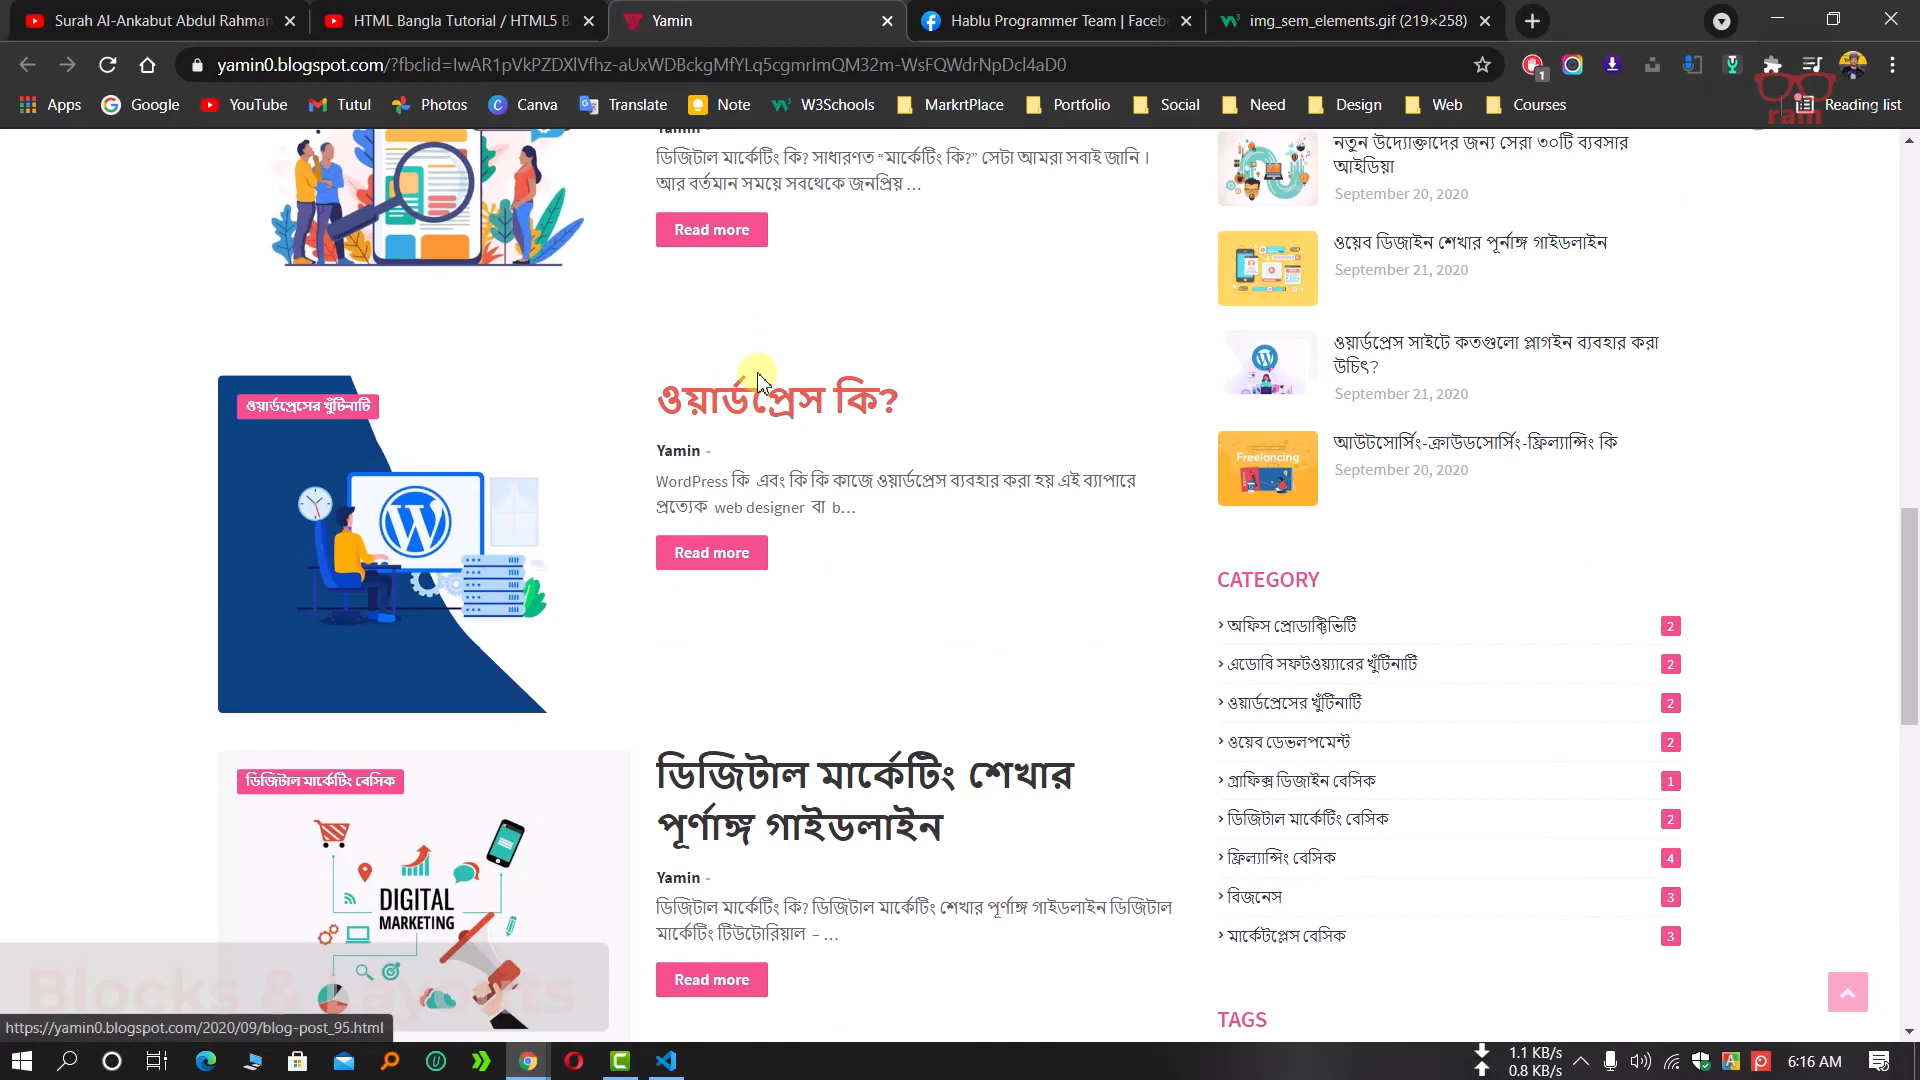 Surah Al-Ankabut Abdul Rahman
HTML Bangla Tutorial / HTML5 B
Yamin
Hablu Programmer Team | Faceb
img_sem_elements.gif (219×258)
yamin0.blogspot.com/?fbclid=IwAR1pVkPZDXlVfhz-aUxWDBckgMfYLq5cgmrImQM32m-WsFQWdrNpDcl4aD0
1
Apps
Google
YouTube
Tutul
Photos
Canva
Translate
Note
W3Schools
MarkrtPlace
Portfolio
Social
Need
Design
Web
Courses
Reading list
ram
Yamin -
ডিজিটাল মার্কেটিং কি? সাধারণত “মার্কেটিং কি?” সেটা আমরা সবাই জানি ।
আর বর্তমান সময়ে সবথেকে জনপ্রিয় …
Read more
ওয়ার্ডপ্রেসের খুঁটিনাটি
ওয়ার্ডপ্রেস কি?
Yamin -
WordPress কি এবং কি কি কাজে ওয়ার্ডপ্রেস ব্যবহার করা হয় এই ব্যাপারে
প্রত্যেক web designer বা b…
Read more
ডিজিটাল মার্কেটিং বেসিক
DIGITAL
MARKETING
ডিজিটাল মার্কেটিং শেখার
পূর্ণাঙ্গ গাইডলাইন
Yamin -
ডিজিটাল মার্কেটিং কি? ডিজিটাল মার্কেটিং শেখার পূর্ণাঙ্গ গাইডলাইন ডিজিটাল
মার্কেটিং টিউটোরিয়াল – …
Read more
নতুন উদ্যোক্তাদের জন্য সেরা ৩০টি ব্যবসার
আইডিয়া
September 20, 2020
ওয়েব ডিজাইন শেখার পূর্নাঙ্গ গাইডলাইন
September 21, 2020
ওয়ার্ডপ্রেস সাইটে কতগুলো প্লাগইন ব্যবহার করা
উচিৎ?
September 21, 2020
Freelancing
আউটসোর্সিং-ক্রাউডসোর্সিং-ফ্রিল্যান্সিং কি
September 20, 2020
CATEGORY
অফিস প্রোডাক্টিভিটি 2
এডোবি সফটওয়্যারের খুঁটিনাটি 2
ওয়ার্ডপ্রেসের খুঁটিনাটি 2
ওয়েব ডেভলপমেন্ট 2
গ্রাফিক্স ডিজাইন বেসিক 1
ডিজিটাল মার্কেটিং বেসিক 2
ফ্রিল্যান্সিং বেসিক 4
বিজনেস 3
মার্কেটপ্লেস বেসিক 3
TAGS
Blocks & Layouts
https://yamin0.blogspot.com/2020/09/blog-post_95.html
1.1 KB/s
0.8 KB/s
6:16 AM